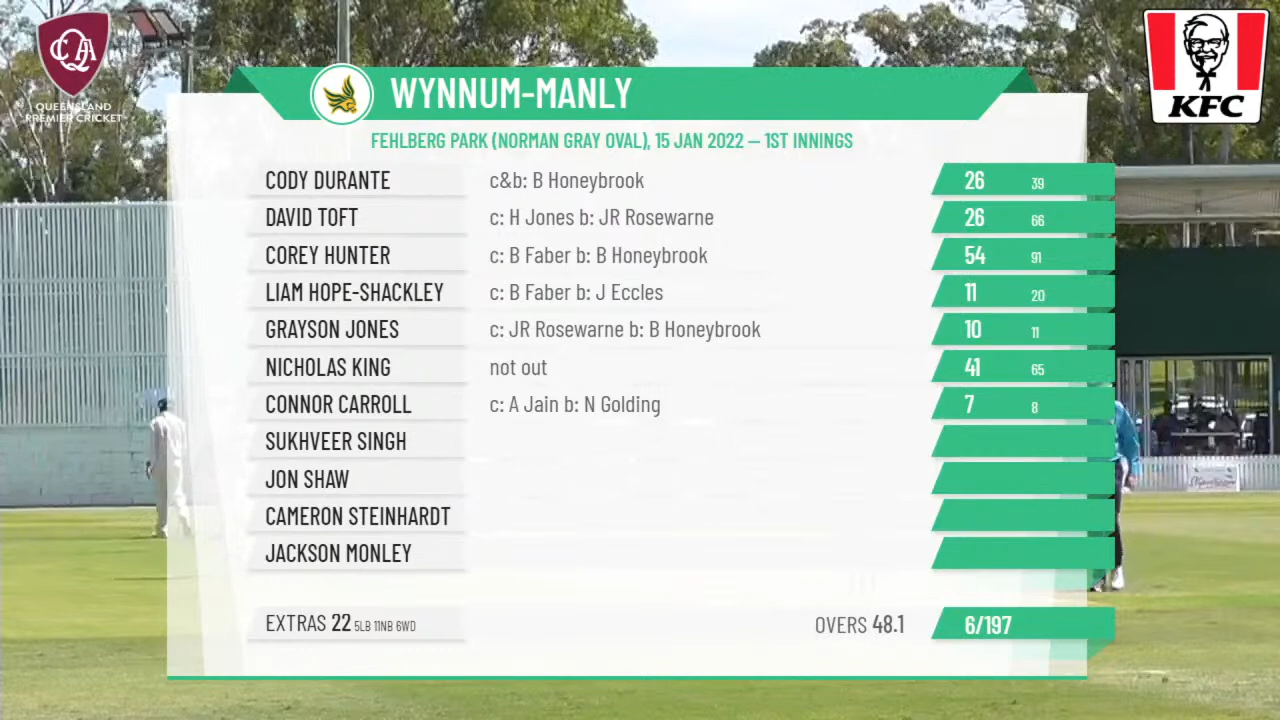 QUEENSLAND
PREMIER CRICKET
KFC
WYNNUM-MANLY
FEHLBERG PARK (NORMAN GRAY OVAL), 15 JAN 2022 – 1ST INNINGS
CODY DURANTE c&b: B Honeybrook 26 39
DAVID TOFT c: H Jones b: JR Rosewarne 26 66
COREY HUNTER c: B Faber b: B Honeybrook 54 91
LIAM HOPE-SHACKLEY c: B Faber b: J Eccles 11 20
GRAYSON JONES c: JR Rosewarne b: B Honeybrook 10 11
NICHOLAS KING not out 41 65
CONNOR CARROLL c: A Jain b: N Golding 7 8
SUKHVEER SINGH
JON SHAW
CAMERON STEINHARDT
JACKSON MONLEY
EXTRAS 22 5LB 11NB 6WD OVERS 48.1 6/197